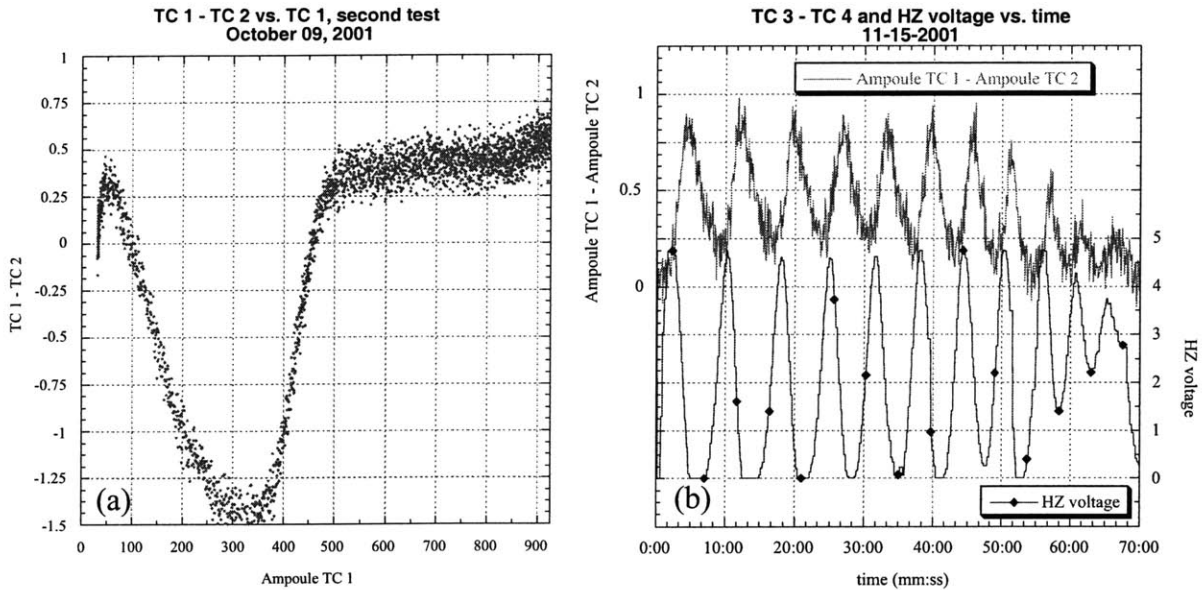 TC 1 - TC 2 vs. TC 1, second test
October 09, 2001
1
0.75
0.5
0.25
0
-0.25
-0.5
-0.75
-1
-1.25
-1.5
TC 1 - TC 2
(a)
0 100 200 300 400 500 600 700 800 900
Ampoule TC 1
TC 3 - TC 4 and HZ voltage vs. time
11-15-2001
Ampoule TC 1 - Ampoule TC 2
1
0.5
0
Ampoule TC 1 - Ampoule TC 2
5
4
3
2
1
0
HZ voltage
(b)
HZ voltage
0:00 10:00 20:00 30:00 40:00 50:00 60:00 70:00
time (mm:ss)